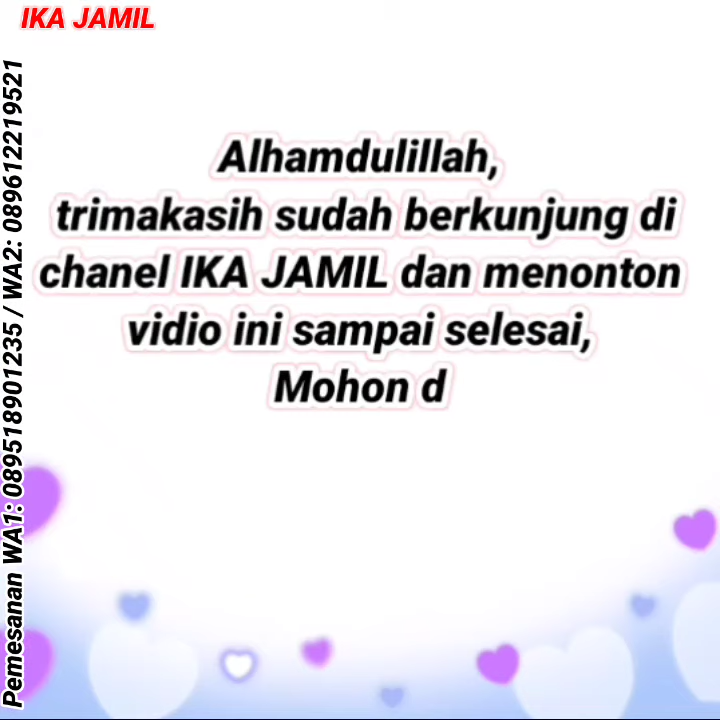 IKA JAMIL
Pemesanan WA1: 089518901235 / WA2: 089612219521
Alhamdulillah,
trimakasih sudah berkunjung di
chanel IKA JAMIL dan menonton
vidio ini sampai selesai,
Mohon d